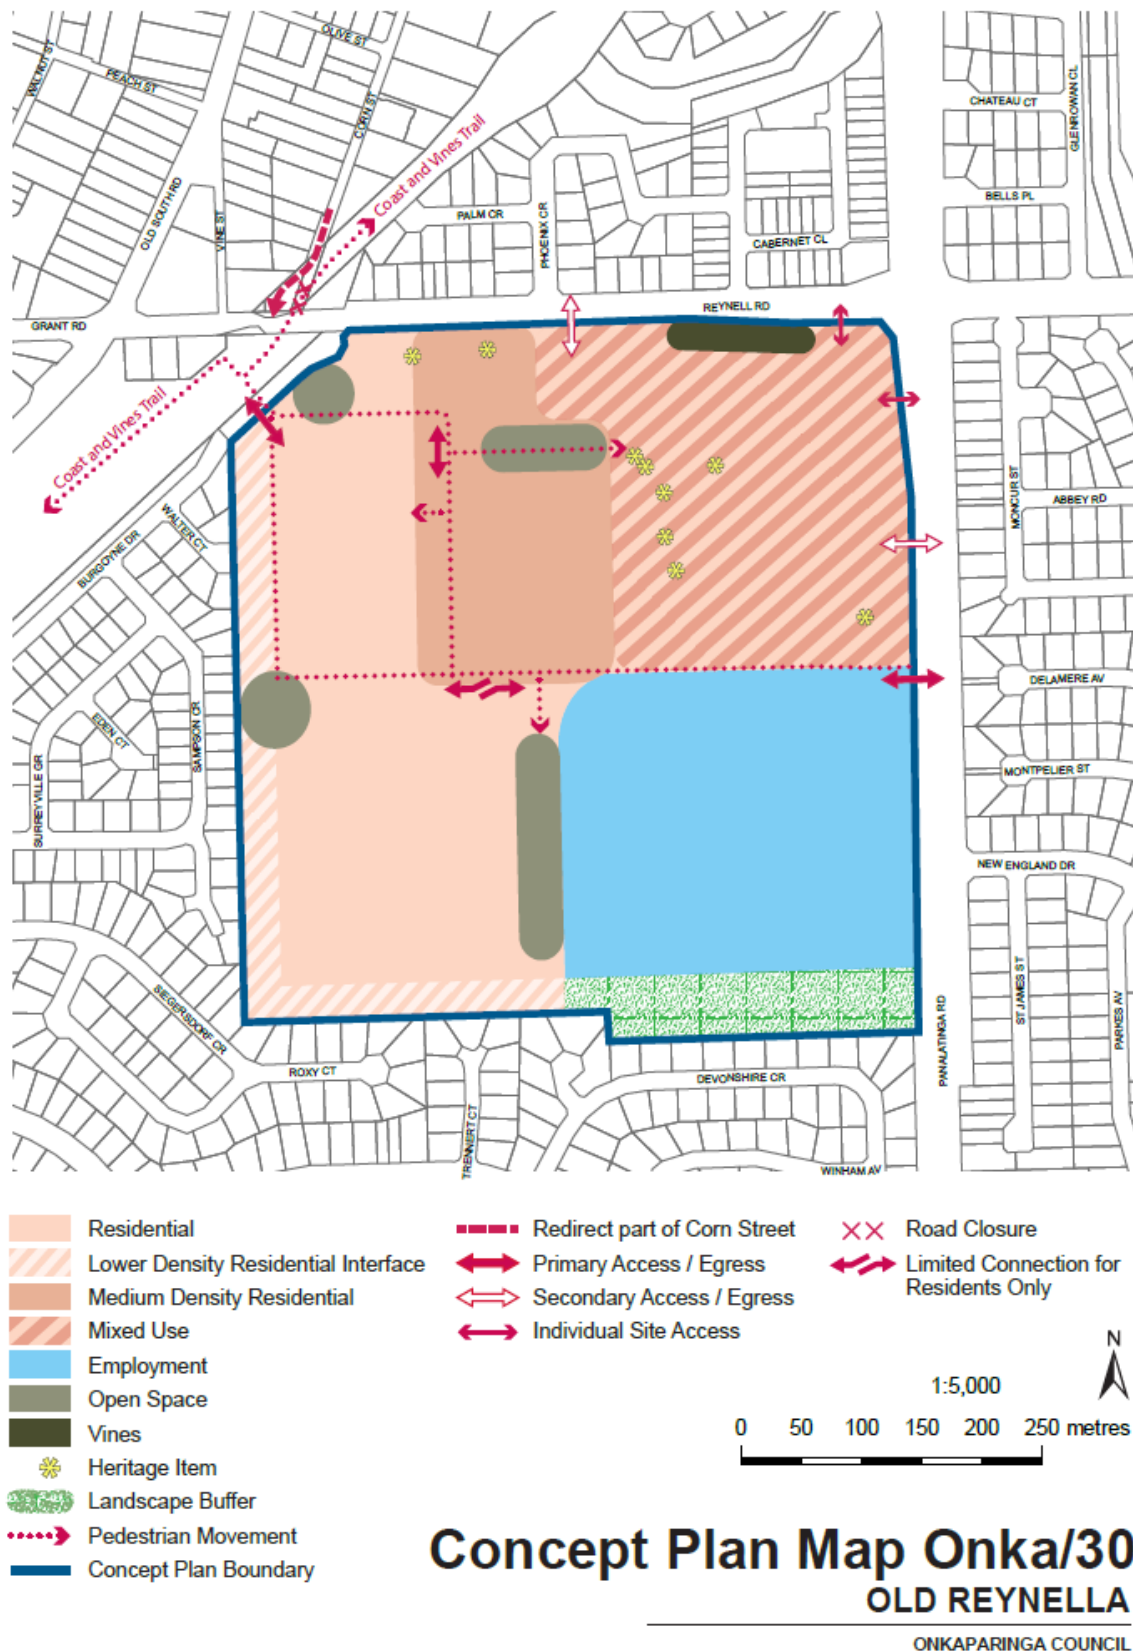 OLIVE ST
WALNUT ST
PEACH ST
CORN ST
CHATEAU CT
GLENROWAN CL
Coast and Vines Trail
OLD SOUTH RD
VINE ST
PALM CR
PHOENIX CR
BELLS PL
CABERNET CL
GRANT RD
REYNELL RD
Coast and Vines Trail
WALTER CT
BURGOYNE DR
MONCUR ST
ABBEY RD
DELAMERE AV
SAMPSON CR
EDEN CT
SURREYVILLE GR
MONTPELIER ST
NEW ENGLAND DR
SIEGERSDORF CR
ST JAMES ST
PARKES AV
PANALATINGA RD
ROXY CT
DEVONSHIRE CR
TRENNERT CT
WINHAM AV
Residential
Lower Density Residential Interface
Medium Density Residential
Mixed Use
Employment
Open Space
Vines
Heritage Item
Landscape Buffer
Pedestrian Movement
Concept Plan Boundary
Redirect part of Corn Street
Primary Access / Egress
Secondary Access / Egress
Individual Site Access
Road Closure
Limited Connection for
Residents Only
N
1:5,000
0 50 100 150 200 250 metres
Concept Plan Map Onka/30
OLD REYNELLA
ONKAPARINGA COUNCIL